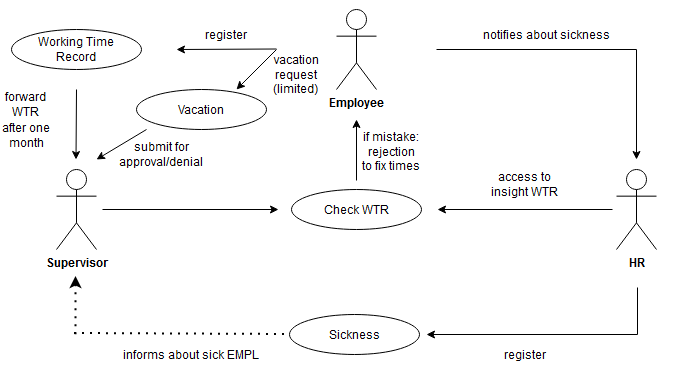 register
notifies about sickness
Working Time
Record
vacation
request
(limited)
Employee
forward
WTR
after one
month
Vacation
submit for
approval/denial
if mistake:
rejection
to fix times
access to
insight WTR
Check WTR
Supervisor
HR
Sickness
informs about sick EMPL
register